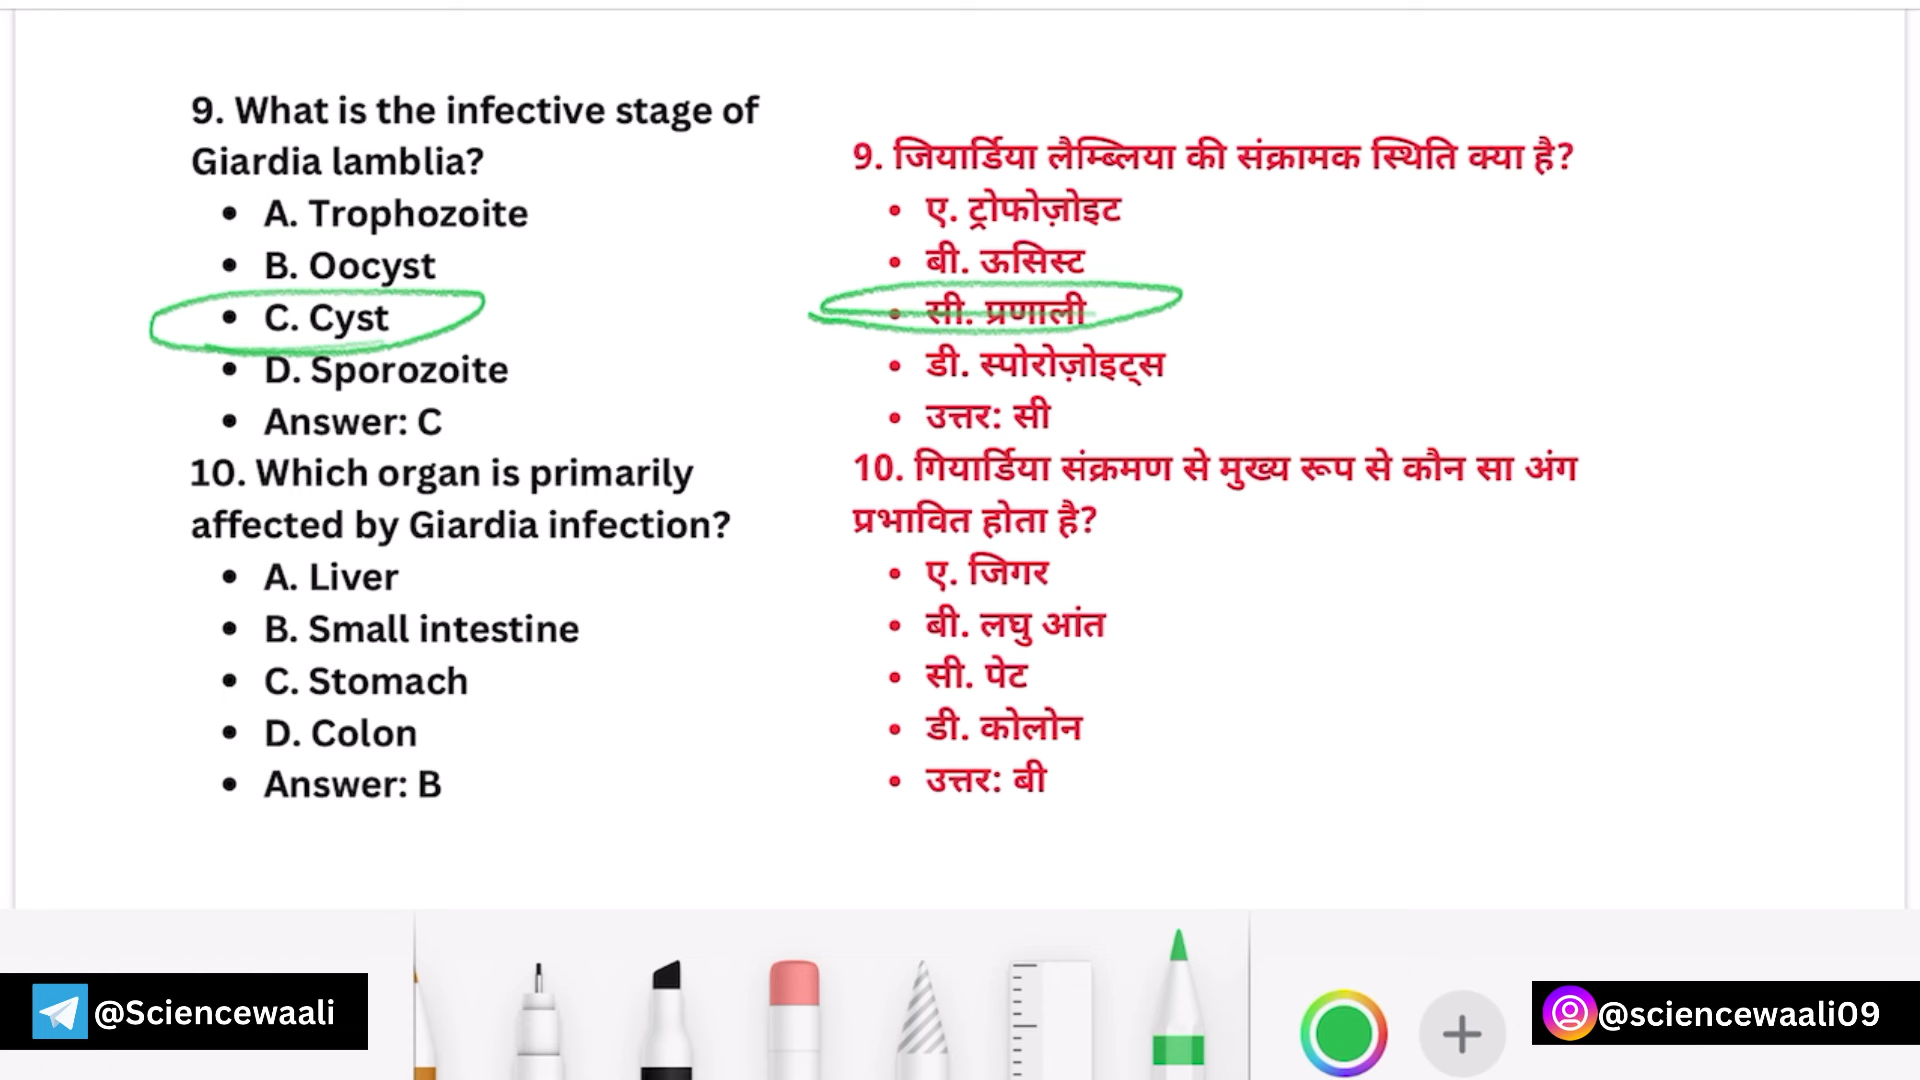 9. What is the infective stage of
Giardia lamblia?
• A. Trophozoite
• B. Oocyst
• C. Cyst
• D. Sporozoite
• Answer: C
10. Which organ is primarily
affected by Giardia infection?
• A. Liver
• B. Small intestine
• C. Stomach
• D. Colon
• Answer: B
9. जियार्डिया लैम्ब्लिया की संक्रामक स्थिति क्या है?
• ए. ट्रोफोज़ोइट
• बी. ऊसिस्ट
• सी. प्रणाली
• डी. स्पोरोज़ोइट्स
• उत्तर: सी
10. गियार्डिया संक्रमण से मुख्य रूप से कौन सा अंग
प्रभावित होता है?
• ए. जिगर
• बी. लघु आंत
• सी. पेट
• डी. कोलोन
• उत्तर: बी
@Sciencewaali
@sciencewaali09